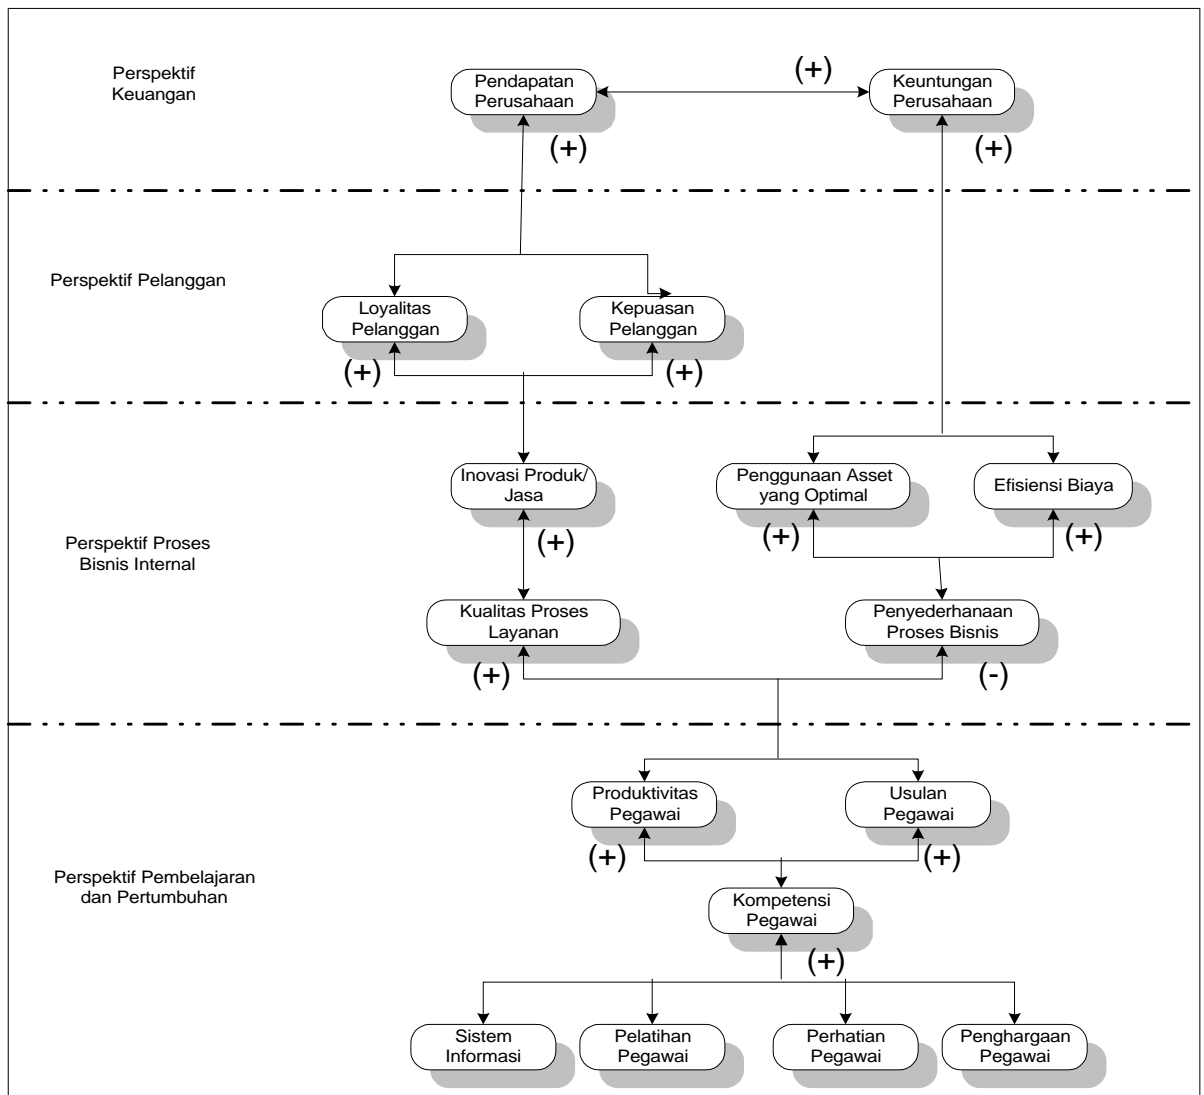 Perspektif
Keuangan
Pendapatan
Perusahaan
(+)
Keuntungan
Perusahaan
(+)
(+)
Perspektif Pelanggan
Loyalitas
Pelanggan
Kepuasan
Pelanggan
(+)
(+)
Perspektif Proses
Bisnis Internal
Inovasi Produk/
Jasa
Penggunaan Asset
yang Optimal
Efisiensi Biaya
(+)
(+)
(+)
Kualitas Proses
Layanan
Penyederhanaan
Proses Bisnis
(+)
(-)
Perspektif Pembelajaran
dan Pertumbuhan
Produktivitas
Pegawai
Usulan
Pegawai
(+)
(+)
Kompetensi
Pegawai
(+)
Sistem
Informasi
Pelatihan
Pegawai
Perhatian
Pegawai
Penghargaan
Pegawai